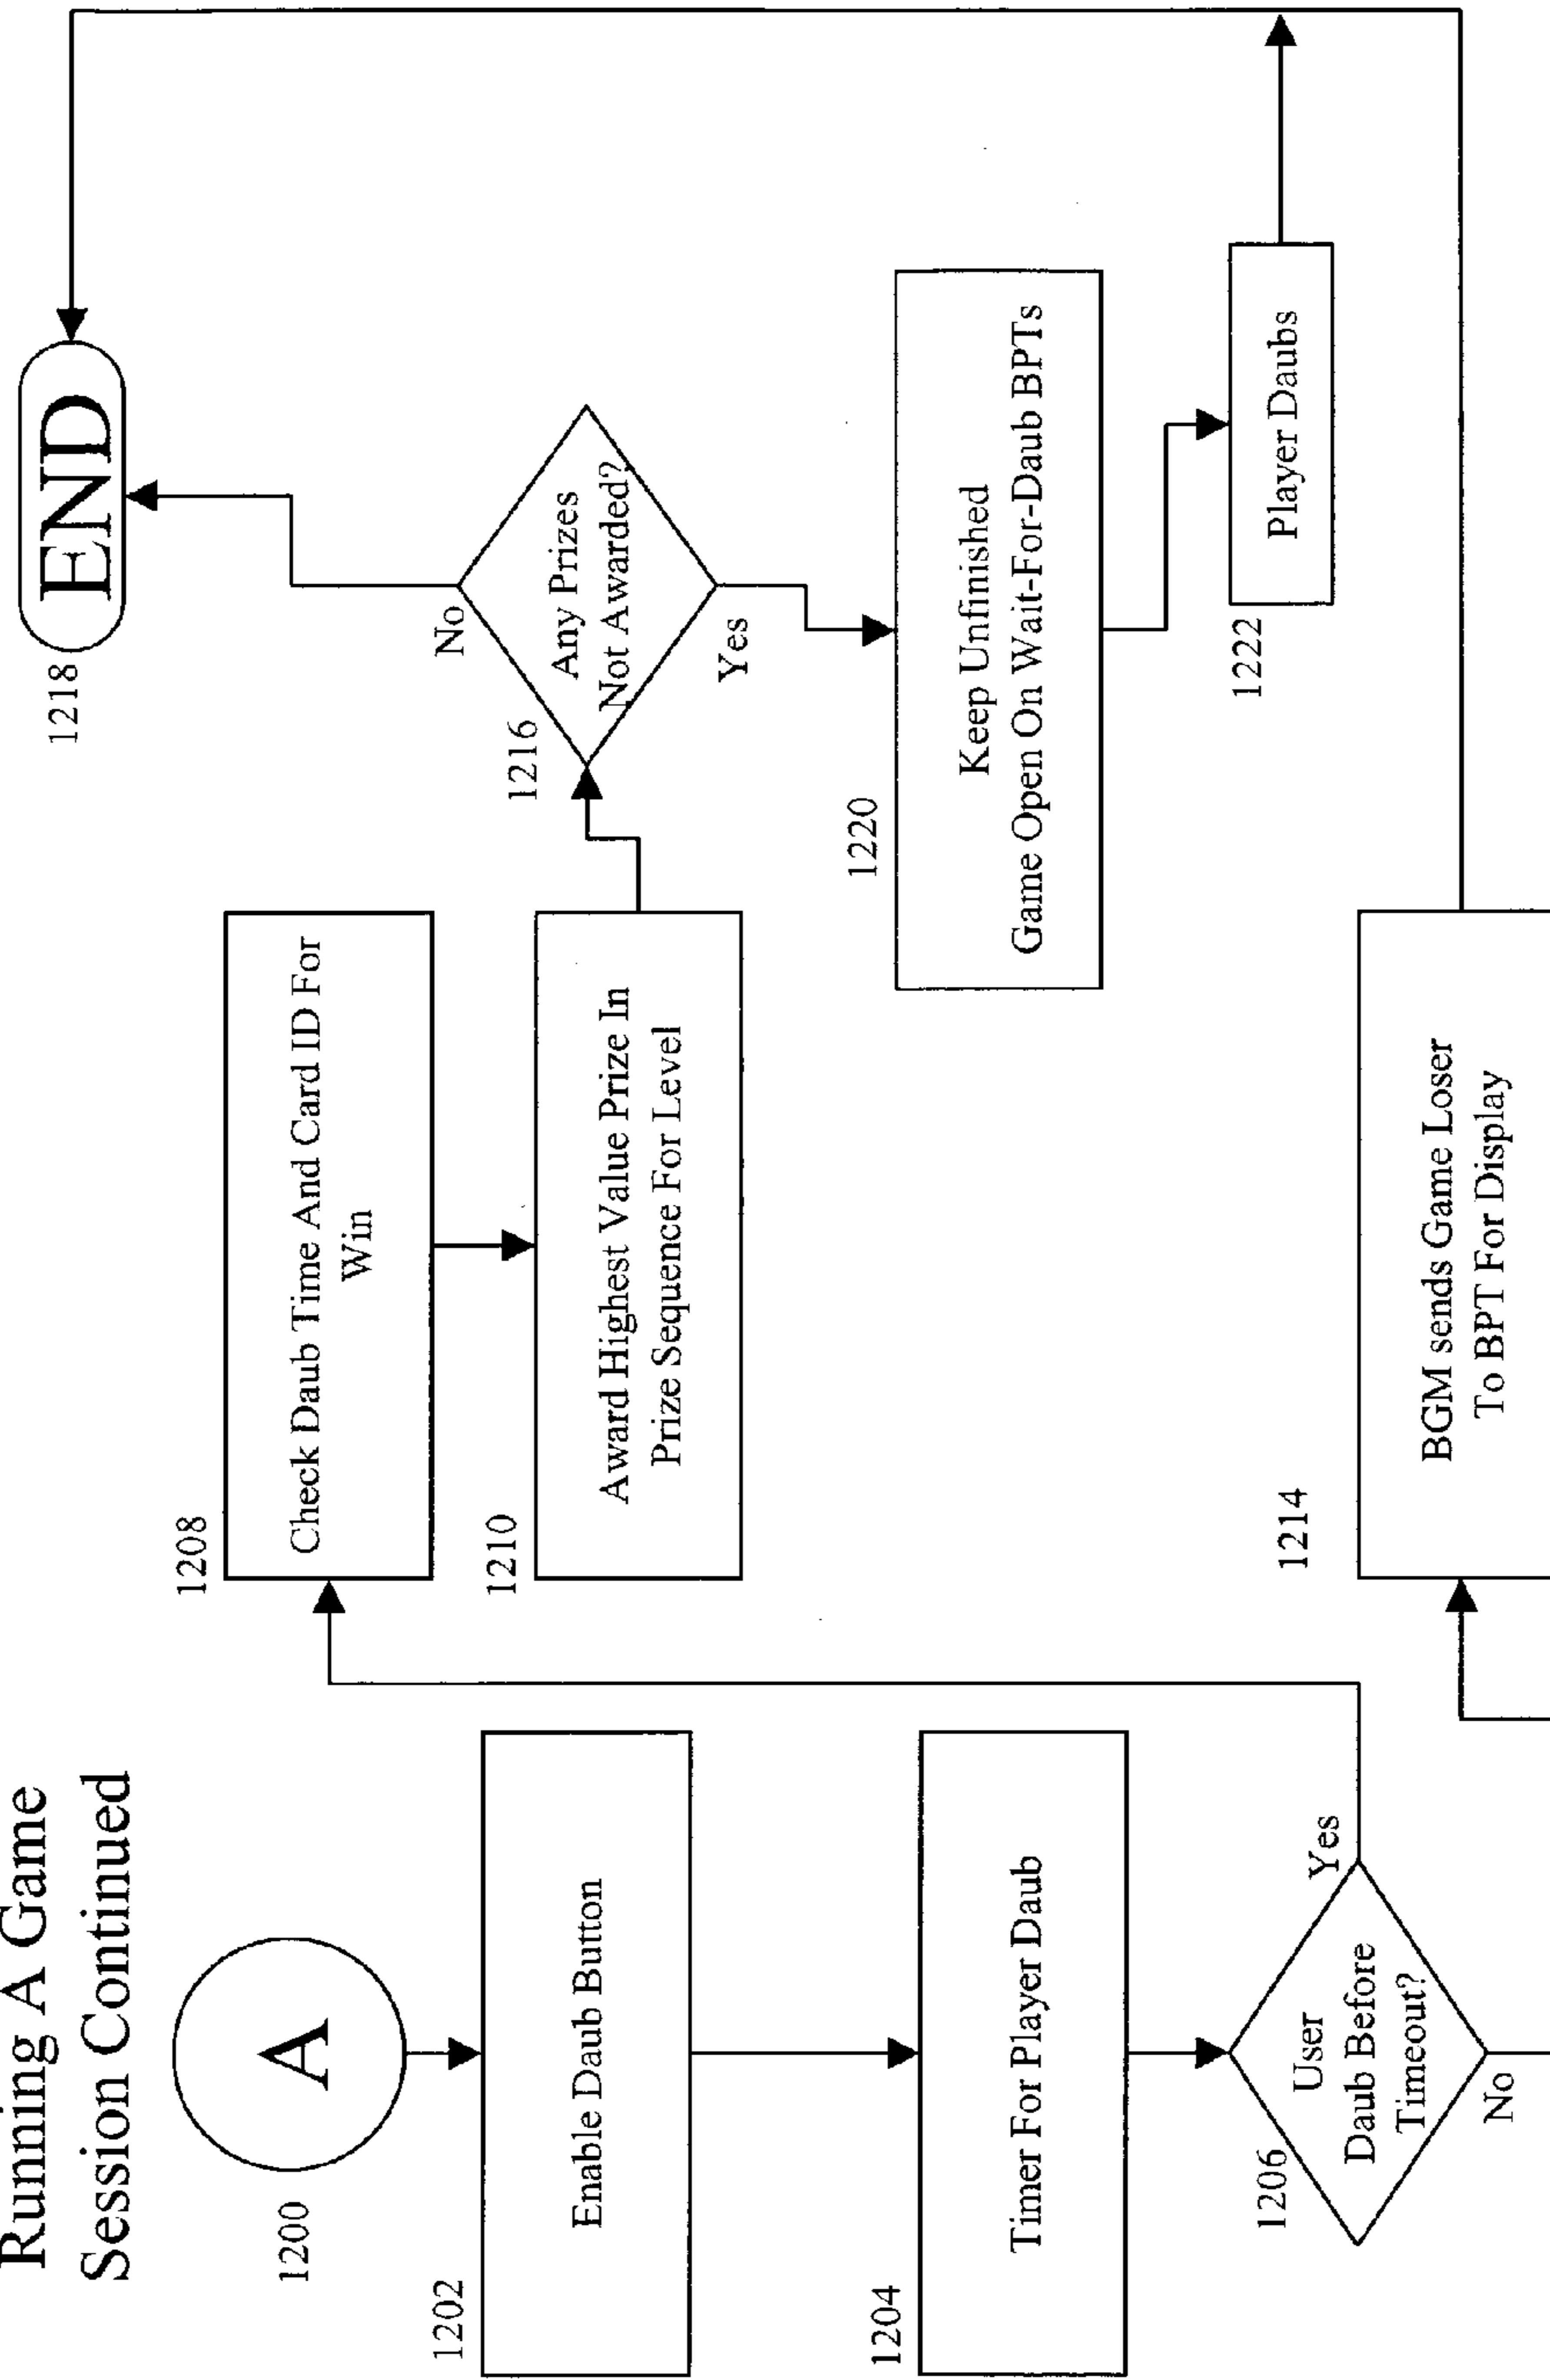 Running A Game
Session Continued
1200
A
1202
Enable Daub Button
1204
Timer For Player Daub
1206
User
Daub Before
Timeout?
Yes
No
1208
Check Daub Time And Card ID For
Win
1210
Award Highest Value Prize In
Prize Sequence For Level
1214
BGM sends Game Loser
To BPT For Display
1216
Any Prizes
Not Awarded?
No
Yes
1218
END
1220
Keep Unfinished
Game Open On Wait-For-Daub BPTs
1222
Player Daubs